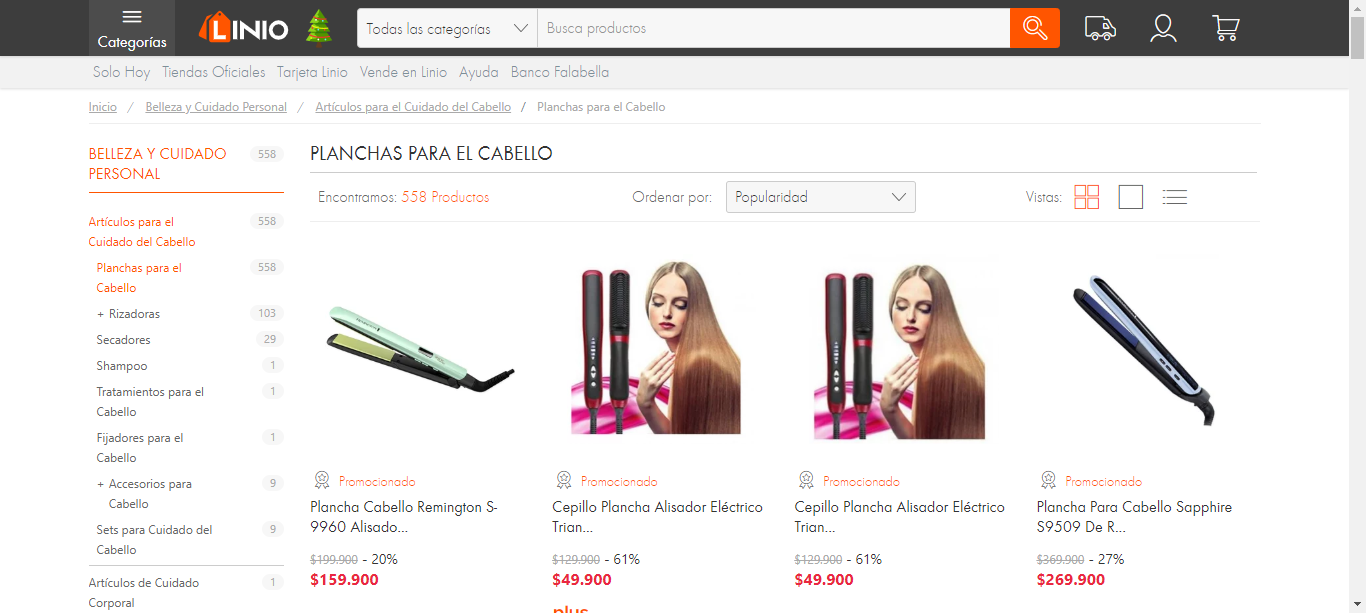 Categorías
LINIO
Todas las categorías
Busca productos
Solo Hoy Tiendas Oficiales Tarjeta Linio Vende en Linio Ayuda Banco Falabella
Inicio / Belleza y Cuidado Personal / Artículos para el Cuidado del Cabello / Planchas para el Cabello
BELLEZA Y CUIDADO 558
PERSONAL
Artículos para el 558
Cuidado del Cabello
Planchas para el 558
Cabello
+ Rizadoras 103
Secadores 29
Shampoo 1
Tratamientos para el 1
Cabello
Fijadores para el 1
Cabello
+ Accesorios para 9
Cabello
Sets para Cuidado del 9
Cabello
Artículos de Cuidado 1
Corporal
PLANCHAS PARA EL CABELLO
Encontramos: 558 Productos Ordenar por: Popularidad Vistas:
Promocionado
Plancha Cabello Remington S-
9960 Alisado...
$199.900 - 20%
$159.900
Promocionado
Cepillo Plancha Alisador Eléctrico
Trian...
$129.900 - 61%
$49.900
plus
Promocionado
Cepillo Plancha Alisador Eléctrico
Trian...
$129.900 - 61%
$49.900
Promocionado
Plancha Para Cabello Sapphire
S9509 De R...
$369.900 - 27%
$269.900